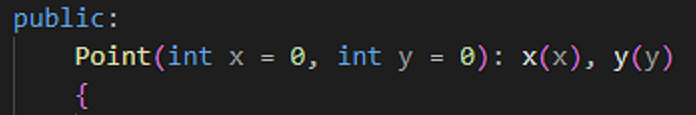 public:
Point(int x = 0, int y = 0): x(x), y(y)
{